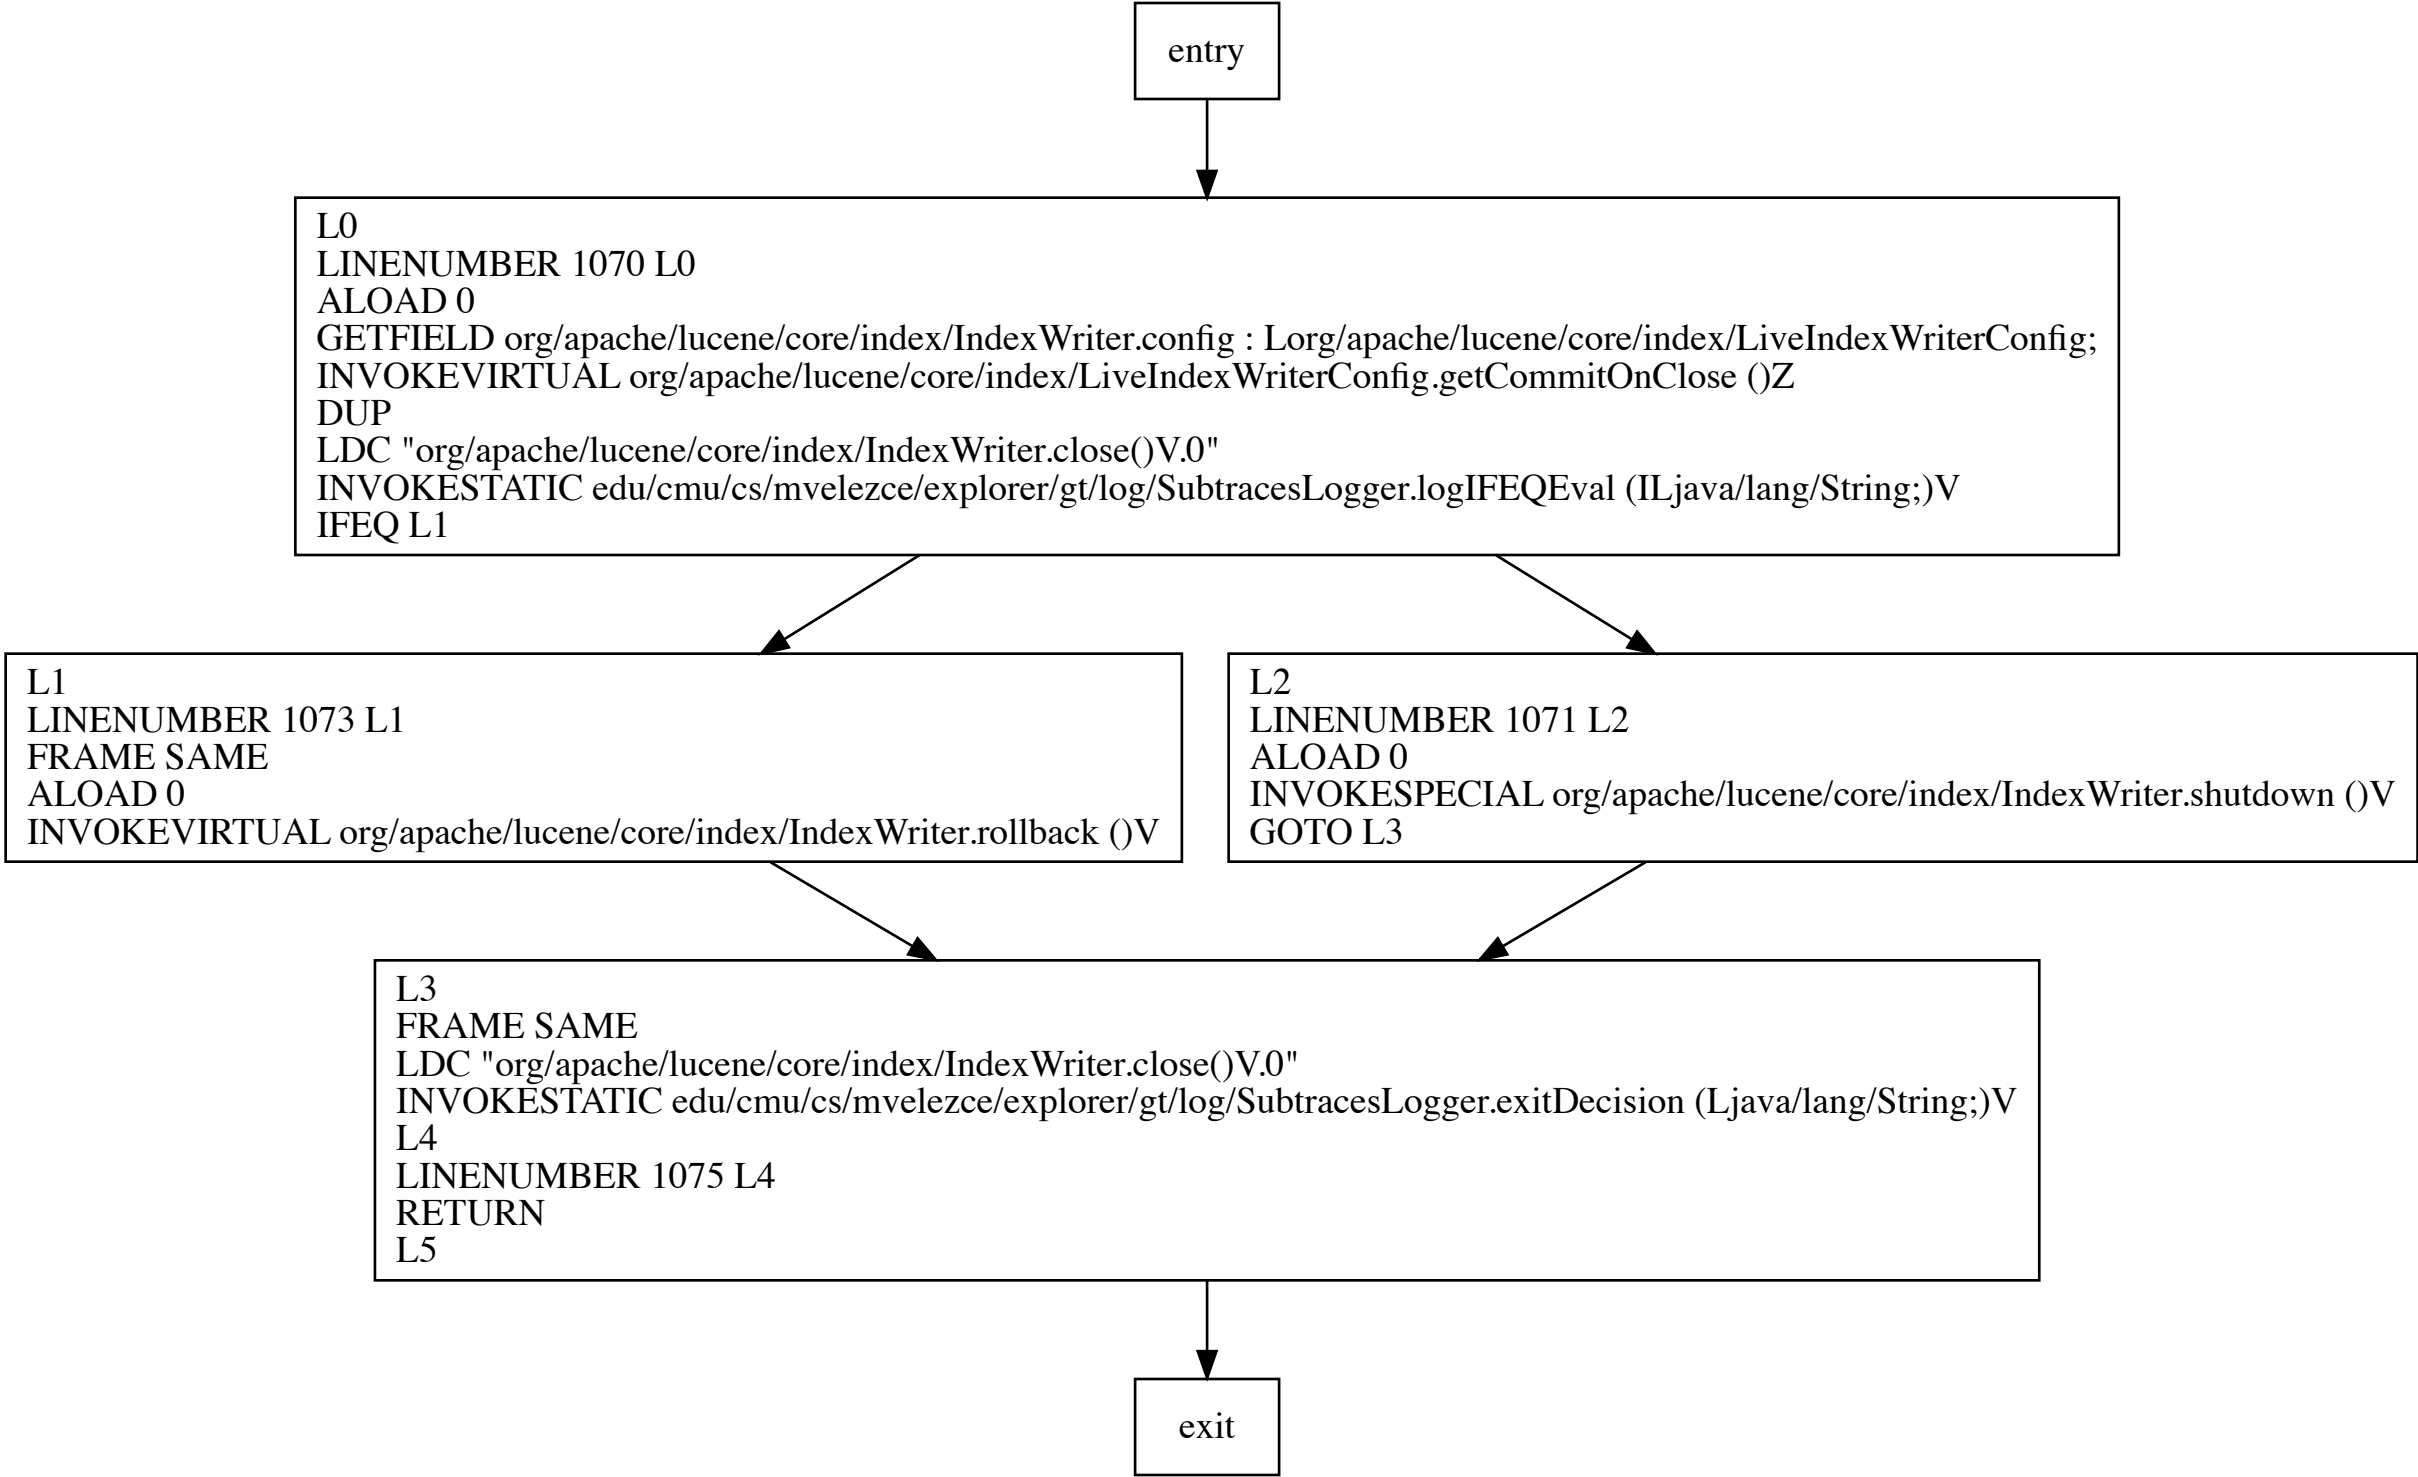 entry
L0
LINENUMBER 1070 L0
ALOAD 0
GETFIELD org/apache/lucene/core/index/IndexWriter.config : Lorg/apache/lucene/core/index/LiveIndexWriterConfig;
INVOKEVIRTUAL org/apache/lucene/core/index/LiveIndexWriterConfig.getCommitOnClose ()Z
DUP
LDC "org/apache/lucene/core/index/IndexWriter.close()V.0"
INVOKESTATIC edu/cmu/cs/mvelezce/explorer/gt/log/SubtracesLogger.logIFEQEval (ILjava/lang/String;)V
IFEQ L1
L1
LINENUMBER 1073 L1
FRAME SAME
ALOAD 0
INVOKEVIRTUAL org/apache/lucene/core/index/IndexWriter.rollback ()V
L2
LINENUMBER 1071 L2
ALOAD 0
INVOKESPECIAL org/apache/lucene/core/index/IndexWriter.shutdown ()V
GOTO L3
L3
FRAME SAME
LDC "org/apache/lucene/core/index/IndexWriter.close()V.0"
INVOKESTATIC edu/cmu/cs/mvelezce/explorer/gt/log/SubtracesLogger.exitDecision (Ljava/lang/String;)V
L4
LINENUMBER 1075 L4
RETURN
L5
exit